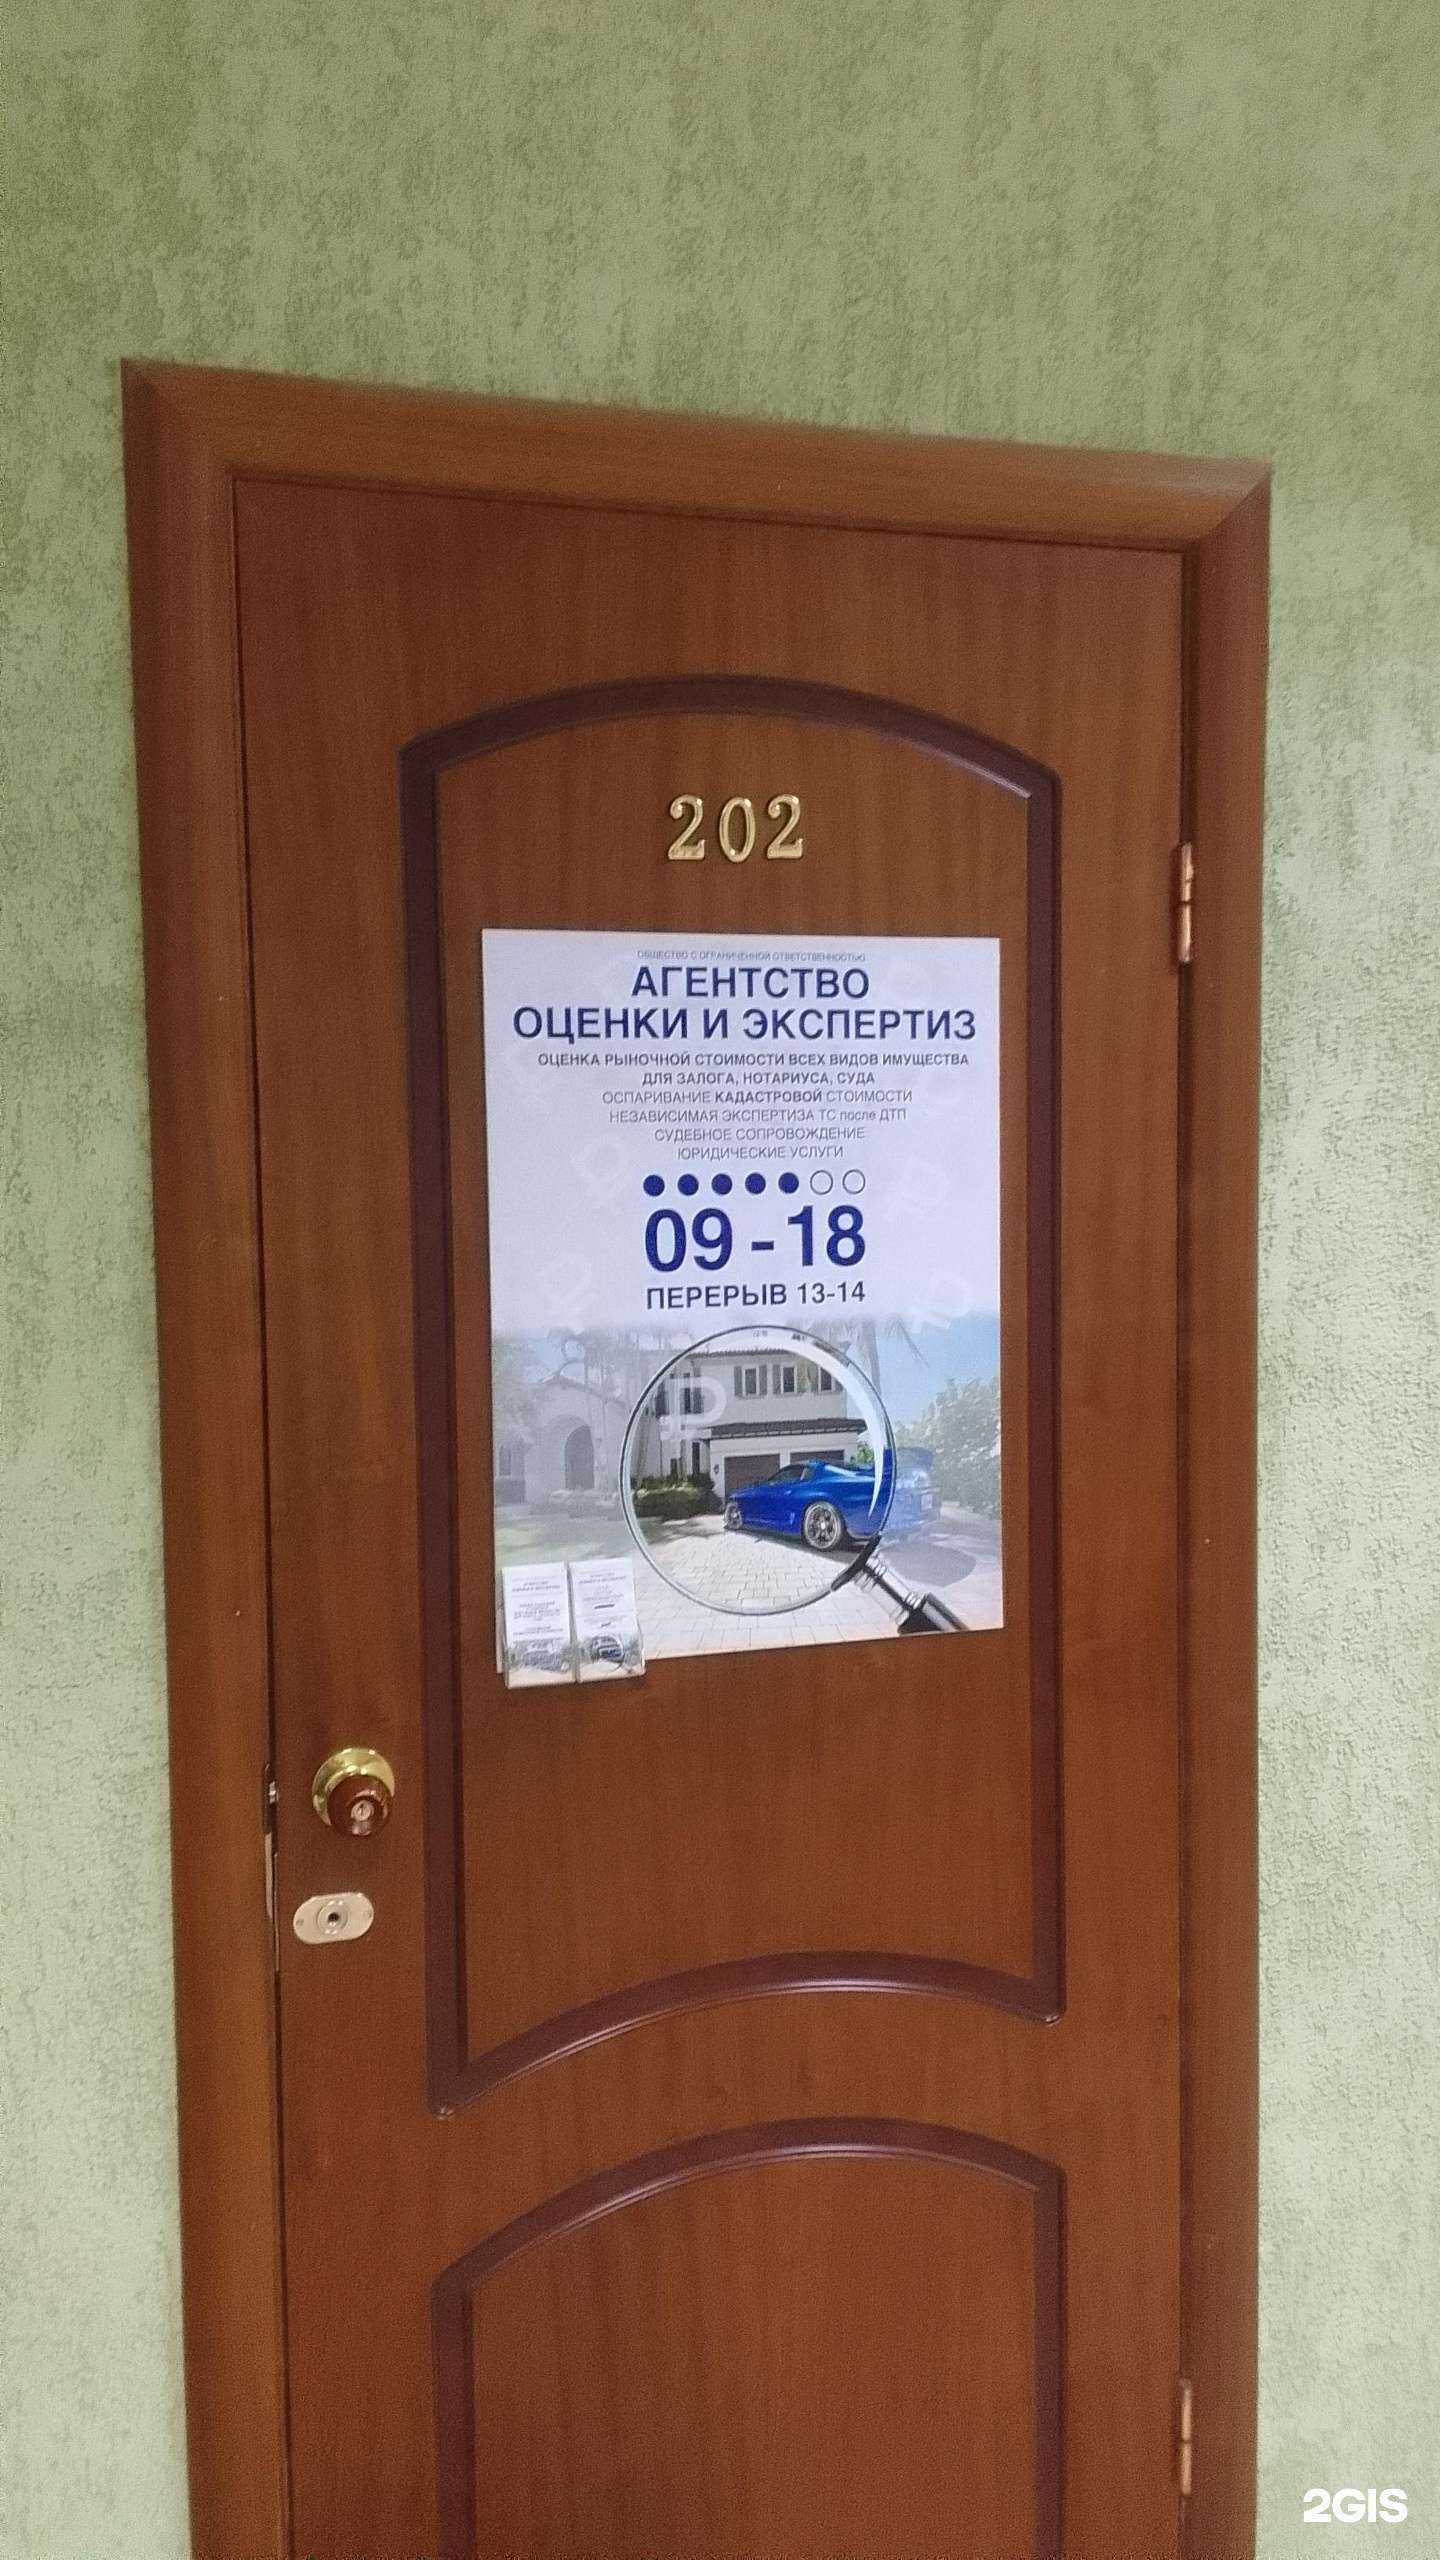 202
ОБЩЕСТВО С ОГРАНИЧЕННОЙ ОТВЕТСТВЕННОСТЬЮ
АГЕНТСТВО
ОЦЕНКИ И ЭКСПЕРТИЗ
ОЦЕНКА РЫНОЧНОЙ СТОИМОСТИ ВСЕХ ВИДОВ ИМУЩЕСТВА
ДЛЯ ЗАЛОГА, НОТАРИУСА, СУДА
ОСПАРИВАНИЕ КАДАСТРОВОЙ СТОИМОСТИ
НЕЗАВИСИМАЯ ЭКСПЕРТИЗА ТС после ДТП
СУДЕБНОЕ СОПРОВОЖДЕНИЕ
ЮРИДИЧЕСКИЕ УСЛУГИ
09 - 18
ПЕРЕРЫВ 13-14
2GIS